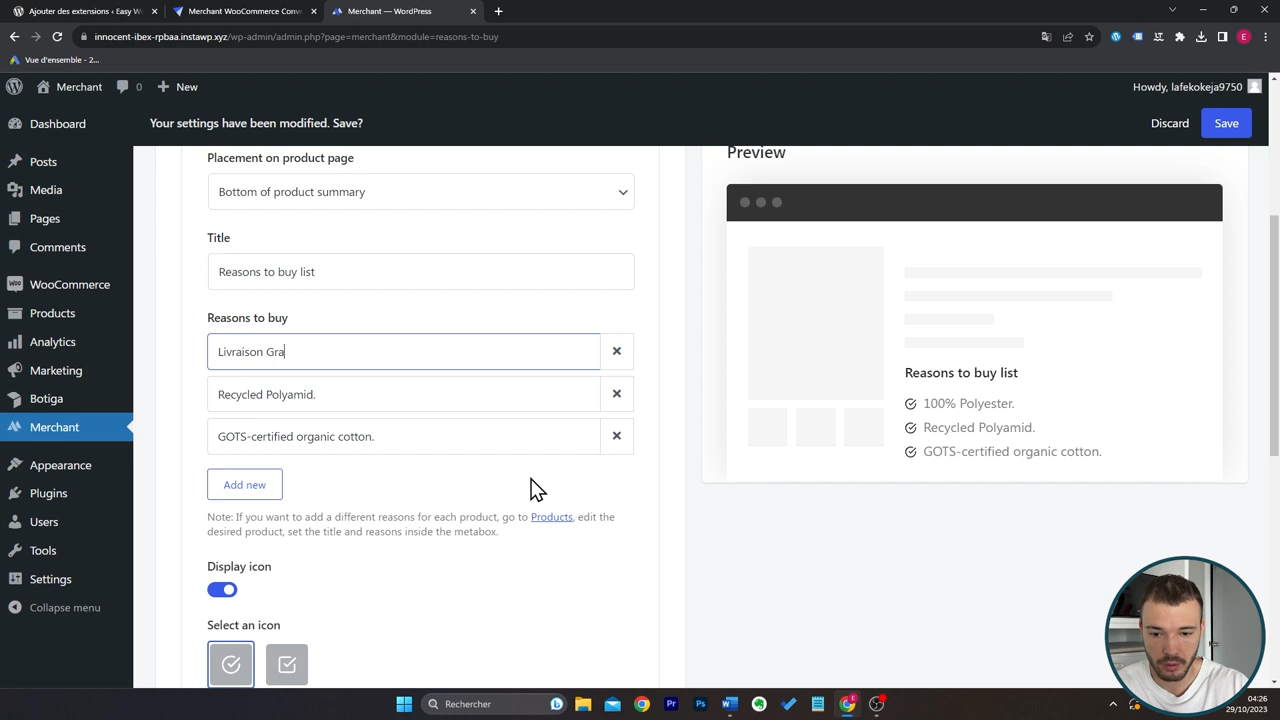 Ajouter des extensions ‹ Easy W
Merchant WooCommerce Conv
Merchant — WordPress
innocent-ibex-rpbaa.instawp.xyz/wp-admin/admin.php?page=merchant&module=reasons-to-buy
E
Vue d'ensemble - 2...
Merchant
0
New
Howdy, lafekokeja9750
Your settings have been modified. Save?
Discard
Save
Dashboard
Posts
Media
Pages
Comments
WooCommerce
Products
Analytics
Marketing
Botiga
Merchant
Appearance
Plugins
Users
Tools
Settings
Collapse menu
Placement on product page
Bottom of product summary
Title
Reasons to buy list
Reasons to buy
Livraison Gra
Recycled Polyamid.
GOTS-certified organic cotton.
Add new
Note: If you want to add a different reasons for each product, go to Products, edit the
desired product, set the title and reasons inside the metabox.
Display icon
Select an icon
Preview
Reasons to buy list
100% Polyester.
Recycled Polyamid.
GOTS-certified organic cotton.
Rechercher
04:26
29/10/2023